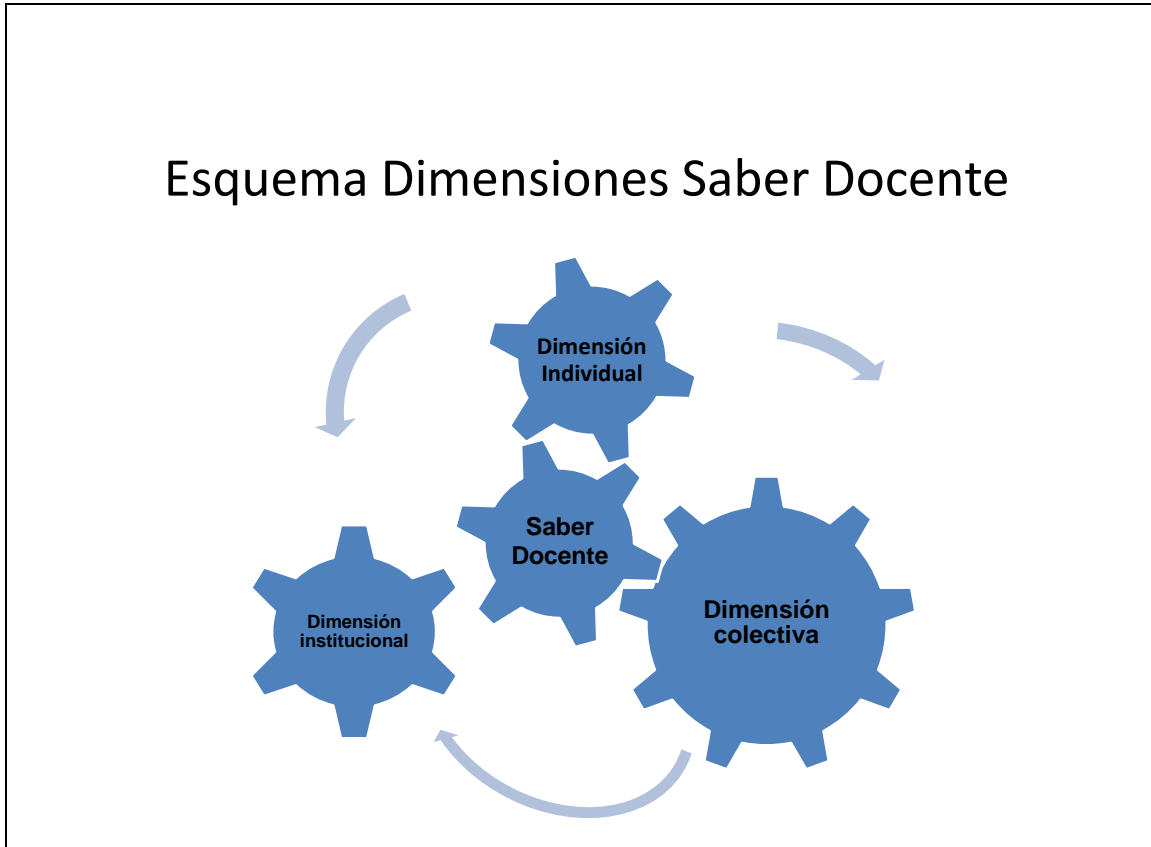 Esquema Dimensiones Saber Docente
Dimensión
Individual
Saber
Docente
Dimensión
institucional
Dimensión
colectiva